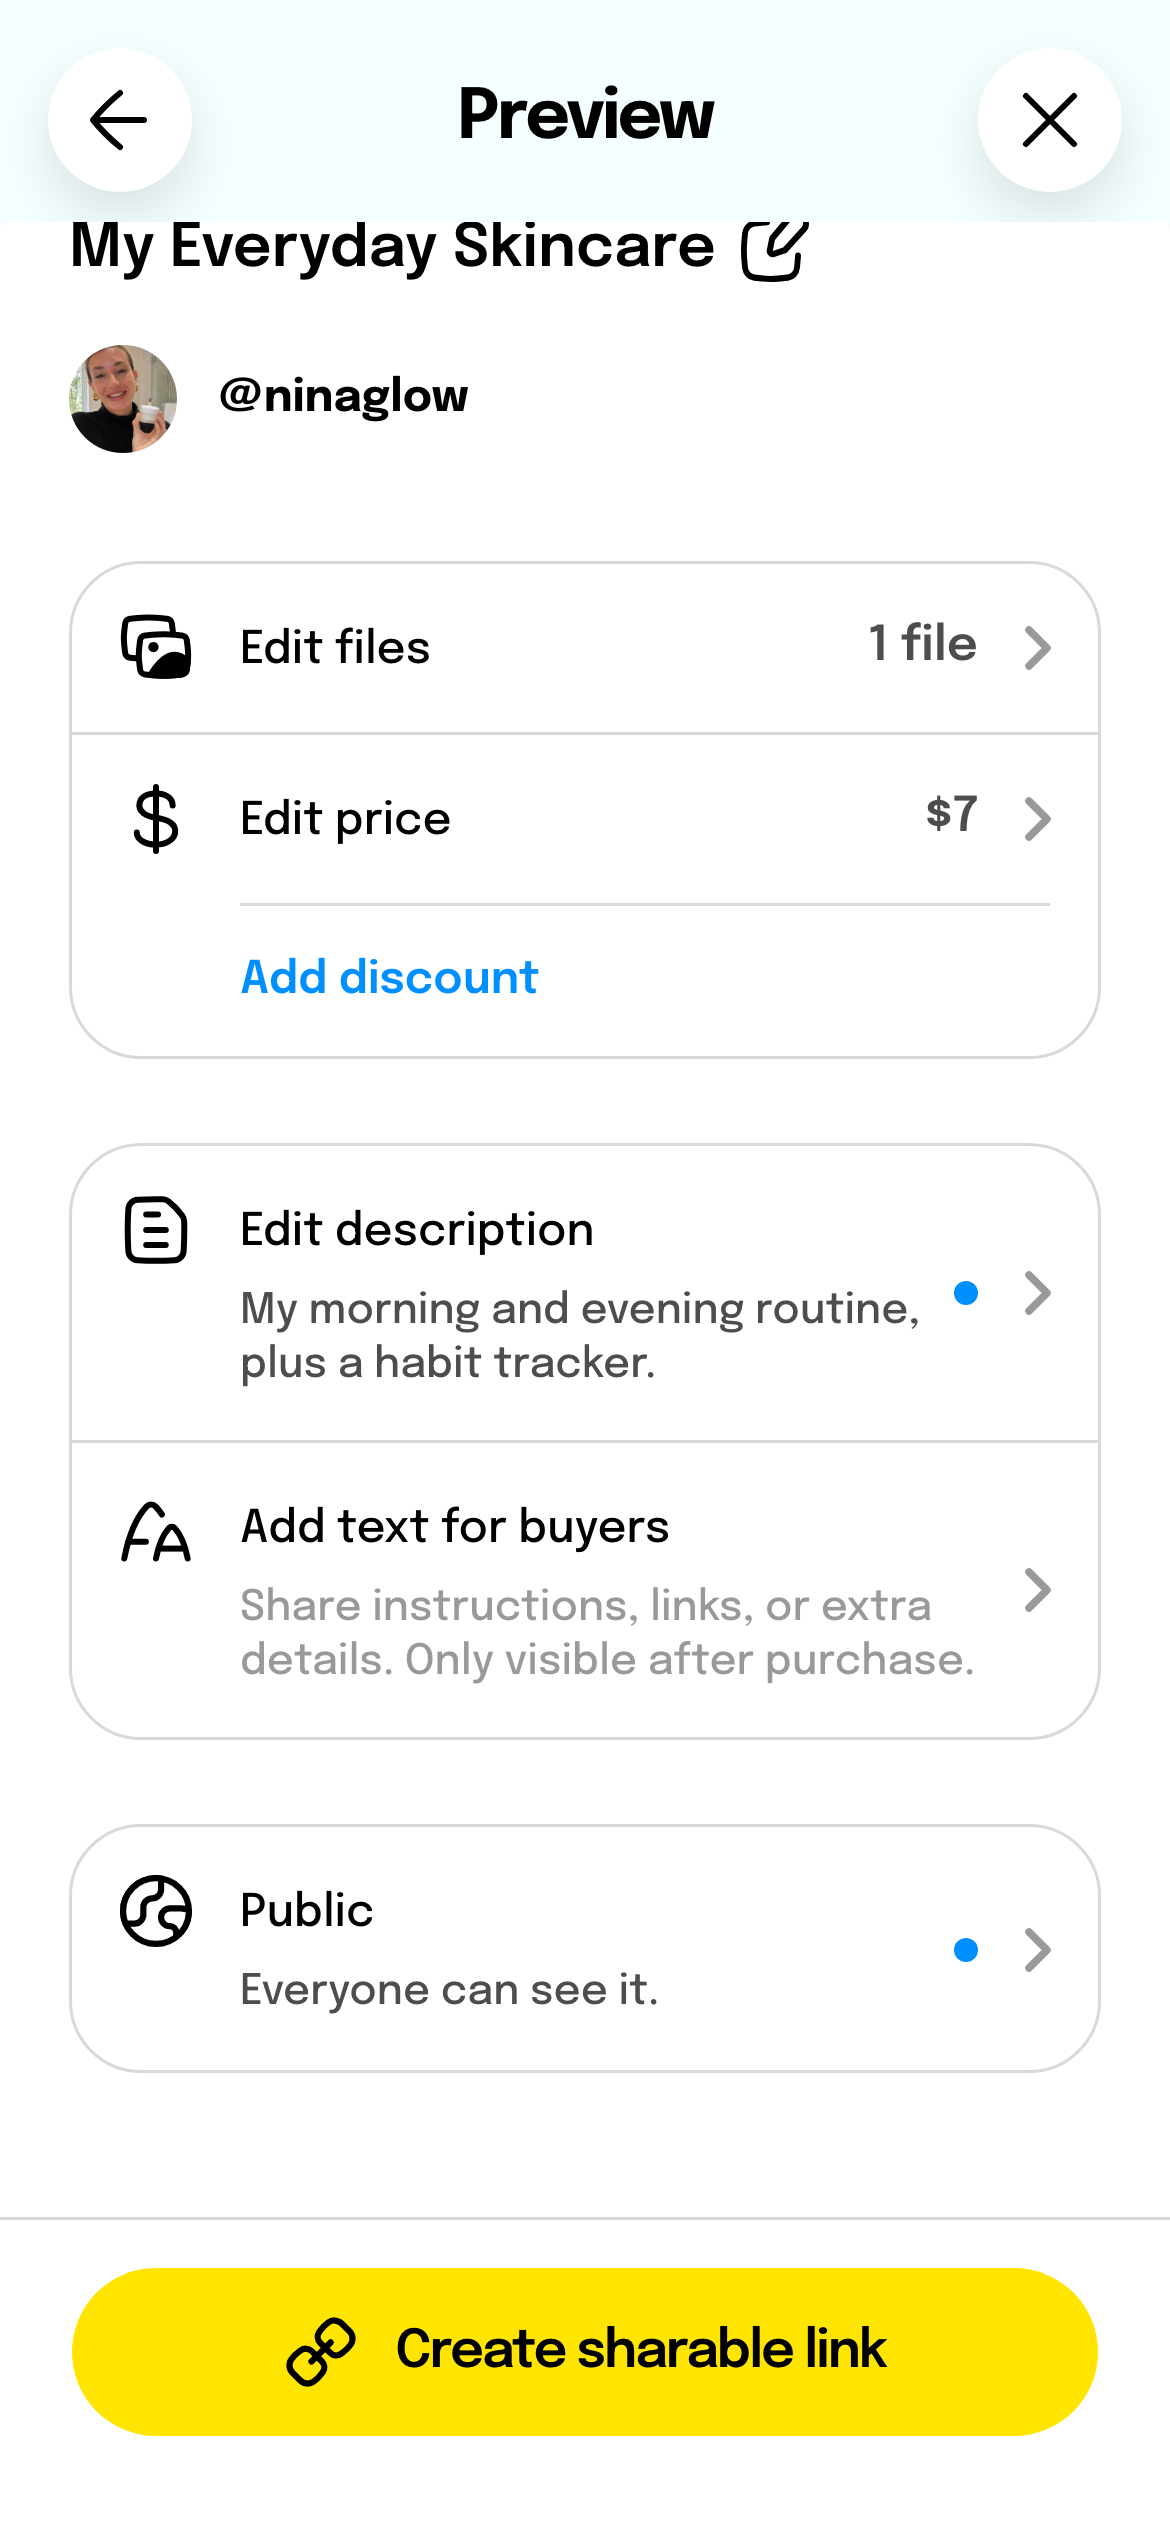 Preview
My Everyday Skincare
@ninaglow
Edit files
1 file
Edit price
$7
Add discount
Edit description
My morning and evening routine,
plus a habit tracker.
Add text for buyers
Share instructions, links, or extra
details. Only visible after purchase.
Public
Everyone can see it.
Create sharable link